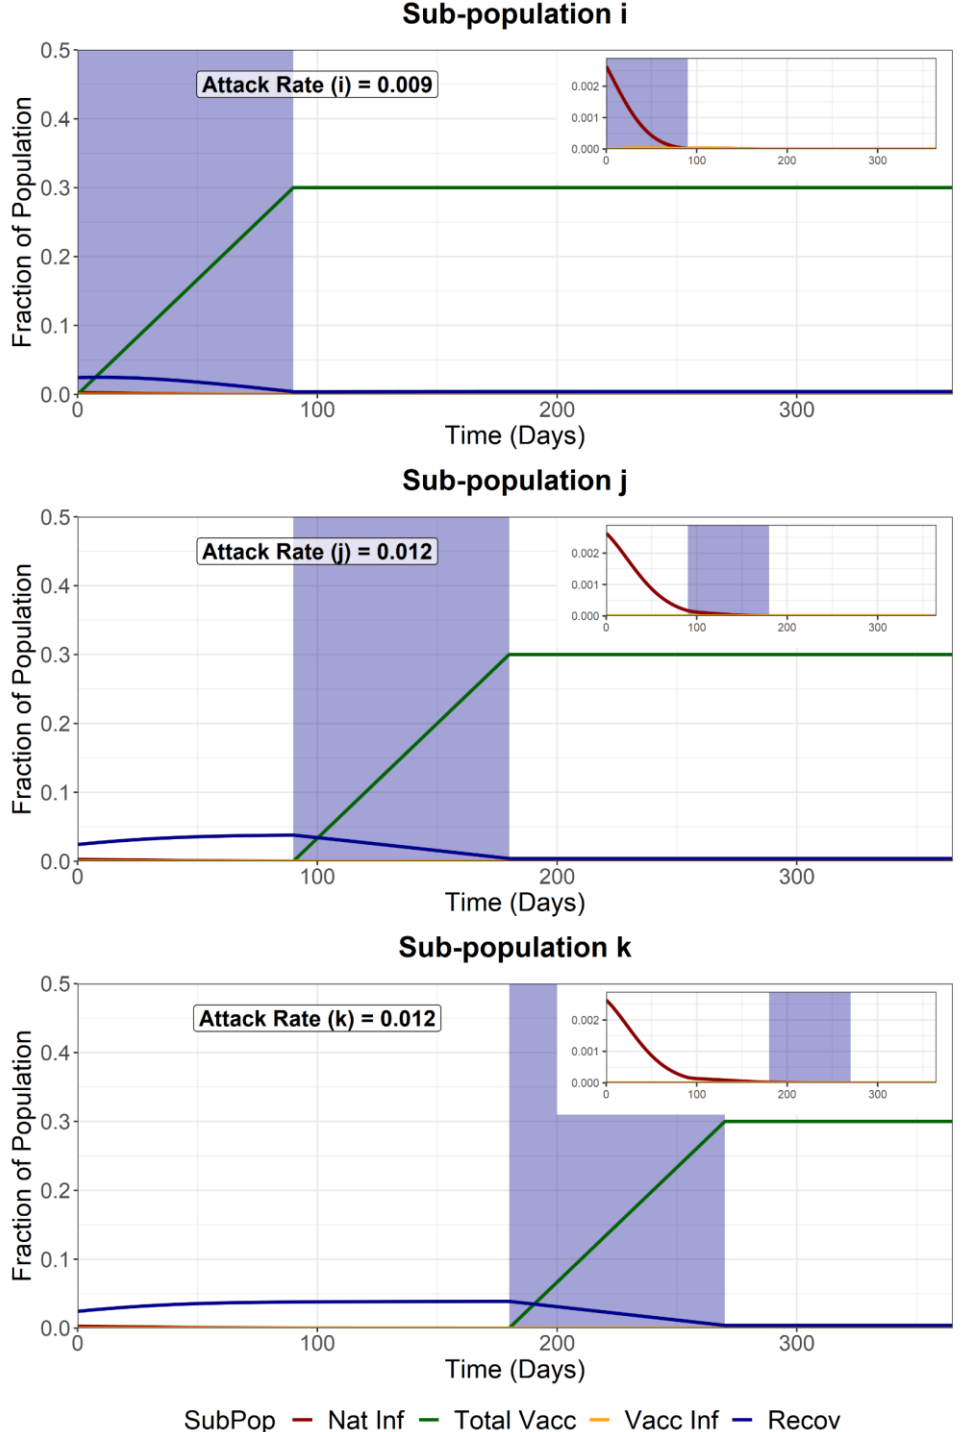 Sub-population i
0.5
0.4
0.3
0.2
0.1
0.0
Fraction of Population
Attack Rate (i) = 0.009
0.002
0.001
0.000
0 100 200 300
0 100 200 300
Time (Days)
Sub-population j
0.5
0.4
0.3
0.2
0.1
0.0
Fraction of Population
Attack Rate (j) = 0.012
0.002
0.001
0.000
0 100 200 300
0 100 200 300
Time (Days)
Sub-population k
0.5
0.4
0.3
0.2
0.1
0.0
Fraction of Population
Attack Rate (k) = 0.012
0.002
0.001
0.000
0 100 200 300
0 100 200 300
Time (Days)
SubPop Nat Inf Total Vacc Vacc Inf Recov